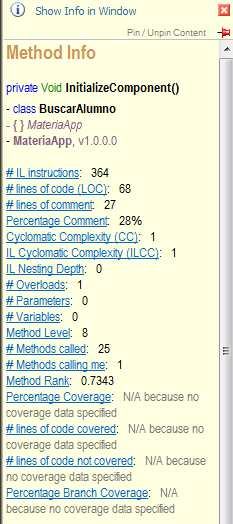 Show Info in Window
Pin / Unpin Content
Method Info
private Void InitializeComponent()
- class BuscarAlumno
- { } MateriaApp
- MateriaApp, v1.0.0.0
# IL instructions: 364
# lines of code (LOC): 68
# lines of comment: 27
Percentage Comment: 28%
Cyclomatic Complexity (CC): 1
IL Cyclomatic Complexity (ILCC): 1
IL Nesting Depth: 0
# Overloads: 1
# Parameters: 0
# Variables: 0
Method Level: 8
# Methods called: 25
# Methods calling me: 1
Method Rank: 0.7343
Percentage Coverage: N/A because no
coverage data specified
# lines of code covered: N/A because no
coverage data specified
# lines of code not covered: N/A because
no coverage data specified
Percentage Branch Coverage: N/A
because no coverage data specified